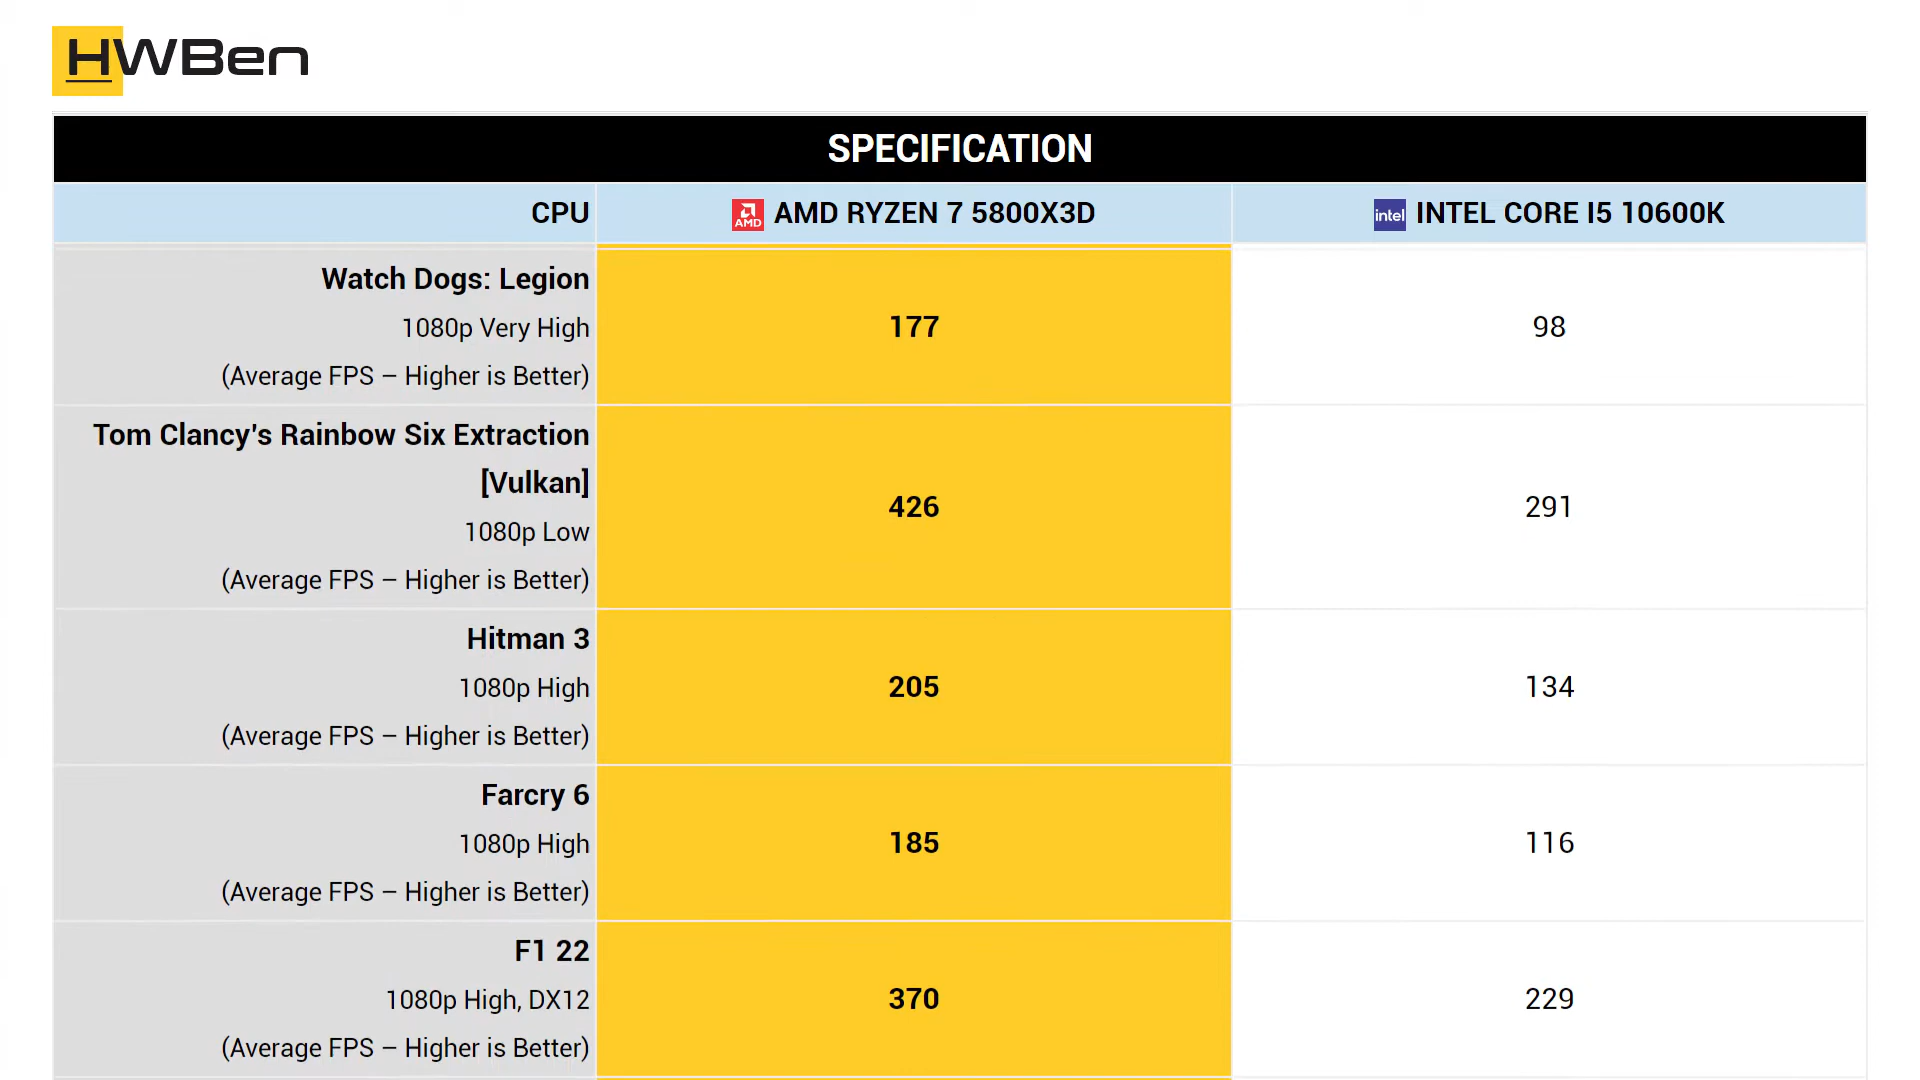 HWBen
SPECIFICATION
CPU
AMD AMD RYZEN 7 5800X3D
intel INTEL CORE I5 10600K
Watch Dogs: Legion
1080p Very High
(Average FPS – Higher is Better)
177
98
Tom Clancy's Rainbow Six Extraction
[Vulkan]
1080p Low
(Average FPS – Higher is Better)
426
291
Hitman 3
1080p High
(Average FPS – Higher is Better)
205
134
Farcry 6
1080p High
(Average FPS – Higher is Better)
185
116
F1 22
1080p High, DX12
(Average FPS – Higher is Better)
370
229